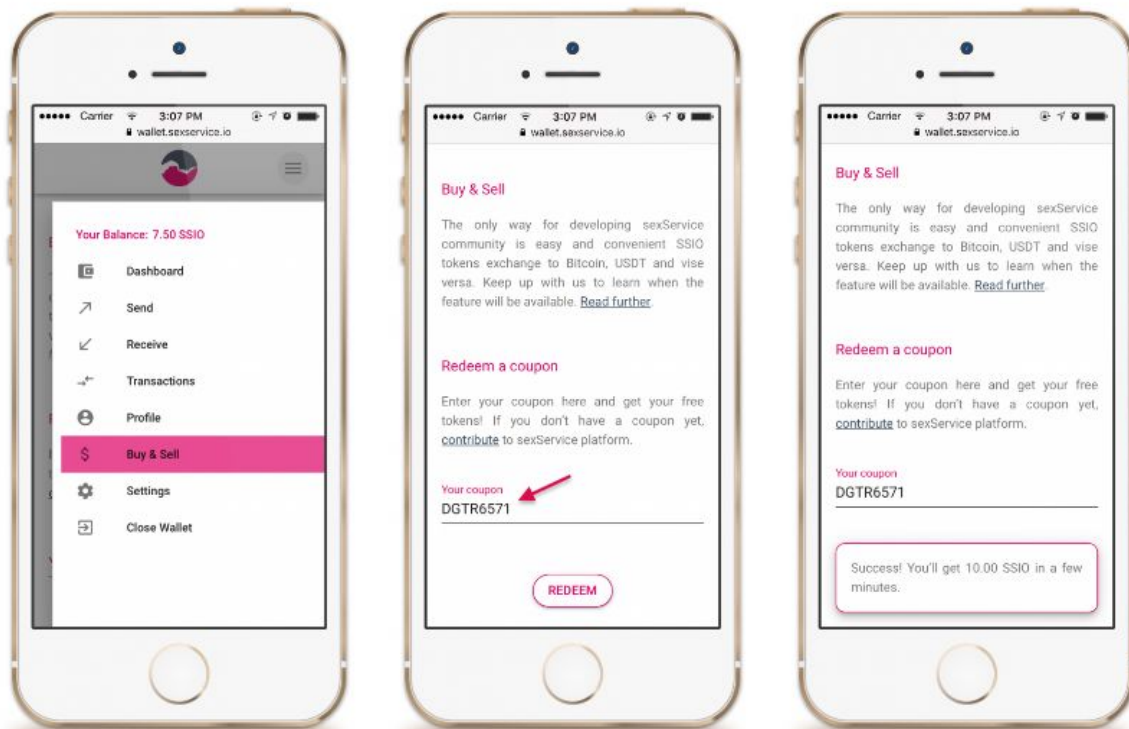 Carrier 3:07 PM
wallet.sexservice.io
Your Balance: 7.50 SSIO
Dashboard
Send
Receive
Transactions
Profile
$ Buy & Sell
Settings
Close Wallet
Carrier 3:07 PM
wallet.sexservice.io
Buy & Sell
The only way for developing sexService
community is easy and convenient SSIO
tokens exchange to Bitcoin, USDT and vise
versa. Keep up with us to learn when the
feature will be available. Read further.
Redeem a coupon
Enter your coupon here and get your free
tokens! If you don't have a coupon yet,
contribute to sexService platform.
Your coupon
DGTR6571
REDEEM
Carrier 3:07 PM
wallet.sexservice.io
Buy & Sell
The only way for developing sexService
community is easy and convenient SSIO
tokens exchange to Bitcoin, USDT and vise
versa. Keep up with us to learn when the
feature will be available. Read further.
Redeem a coupon
Enter your coupon here and get your free
tokens! If you don't have a coupon yet,
contribute to sexService platform.
Your coupon
DGTR6571
Success! You'll get 10.00 SSIO in a few
minutes.